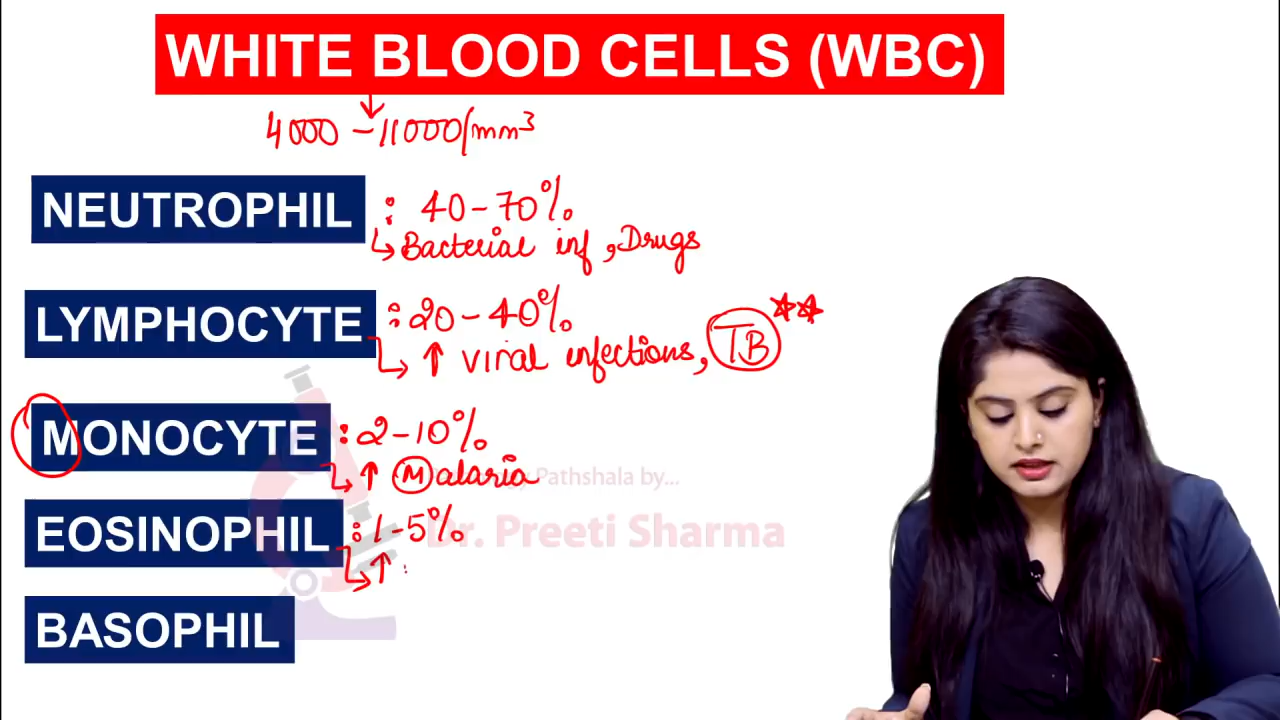 WHITE BLOOD CELLS (WBC)
4000 - 11000/mm³
NEUTROPHIL : 40-70%
↳ Bacterial inf, Drugs
LYMPHOCYTE : 20-40%
↳ ↑ Viral infections, TB ★★
MONOCYTE : 2-10%
↳ ↑ Malaria
Pathshala by...
EOSINOPHIL : 1-5%
Dr. Preeti Sharma
↳ ↑
BASOPHIL